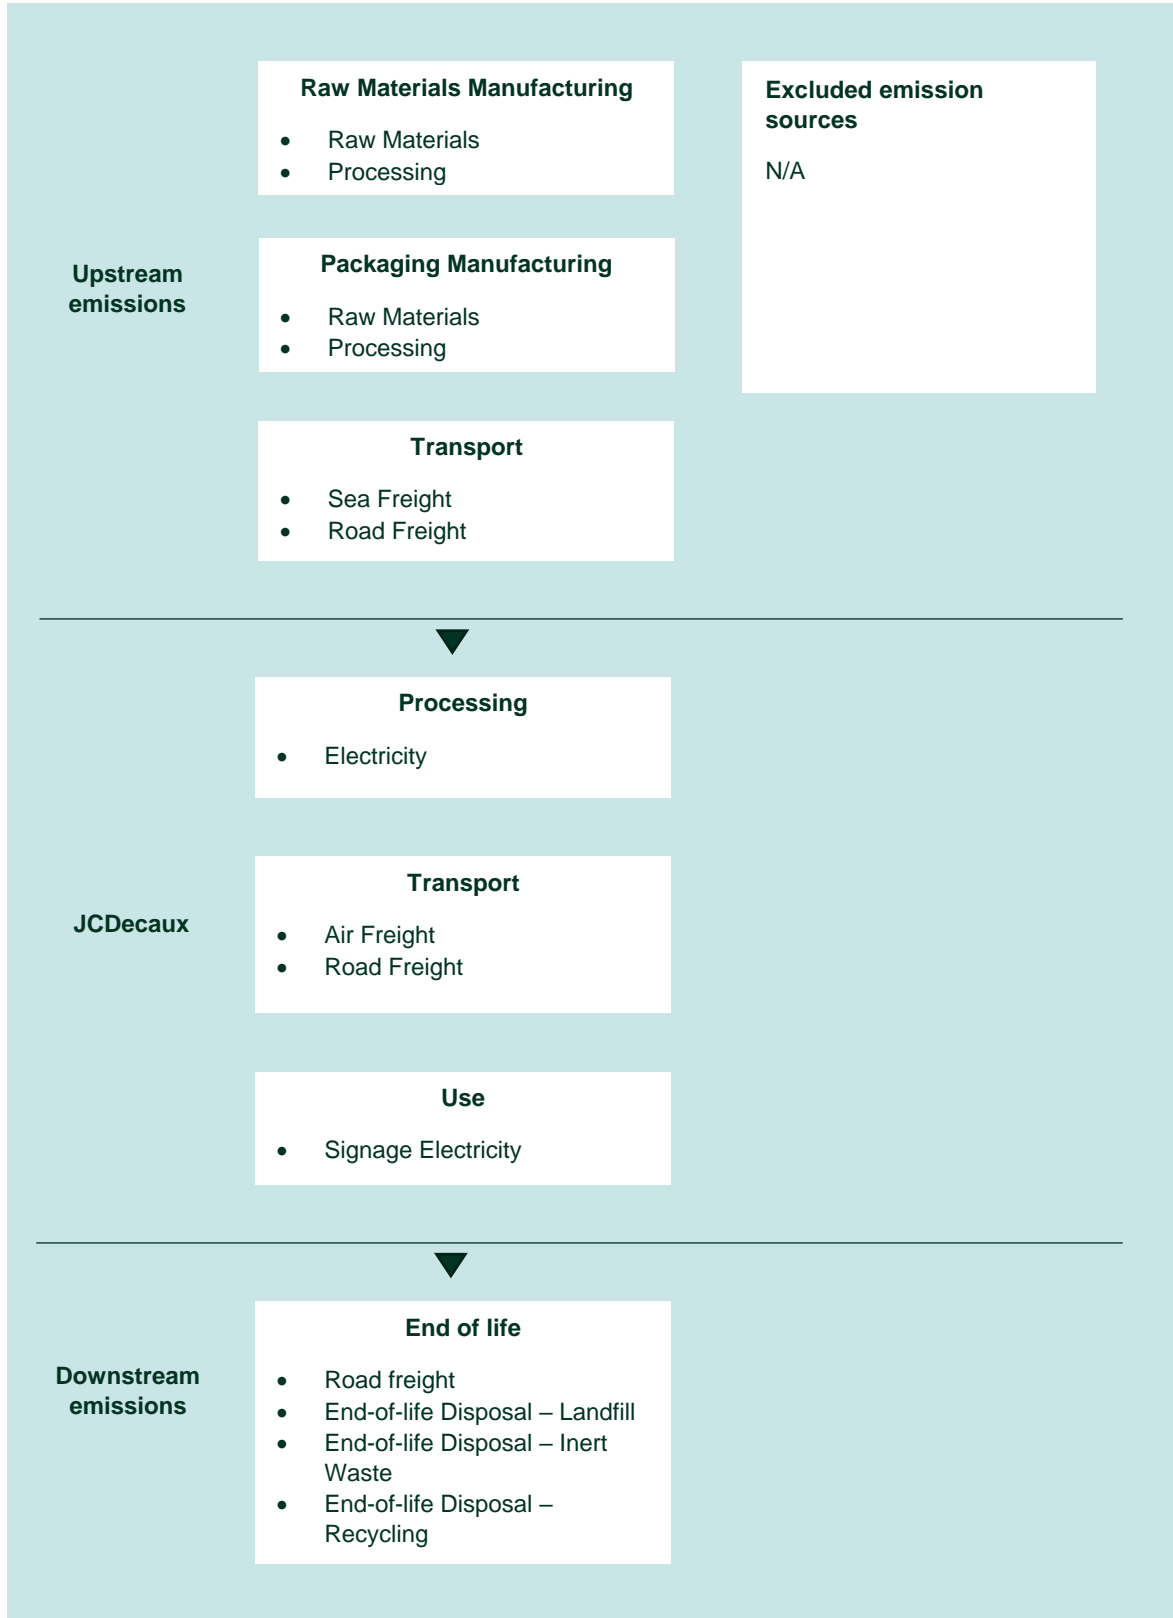 Raw Materials Manufacturing
• Raw Materials
• Processing
Excluded emission
sources
N/A
Upstream
emissions
Packaging Manufacturing
• Raw Materials
• Processing
Transport
• Sea Freight
• Road Freight
Processing
• Electricity
JCDecaux
Transport
• Air Freight
• Road Freight
Use
• Signage Electricity
Downstream
emissions
End of life
• Road freight
• End-of-life Disposal – Landfill
• End-of-life Disposal – Inert
Waste
• End-of-life Disposal –
Recycling